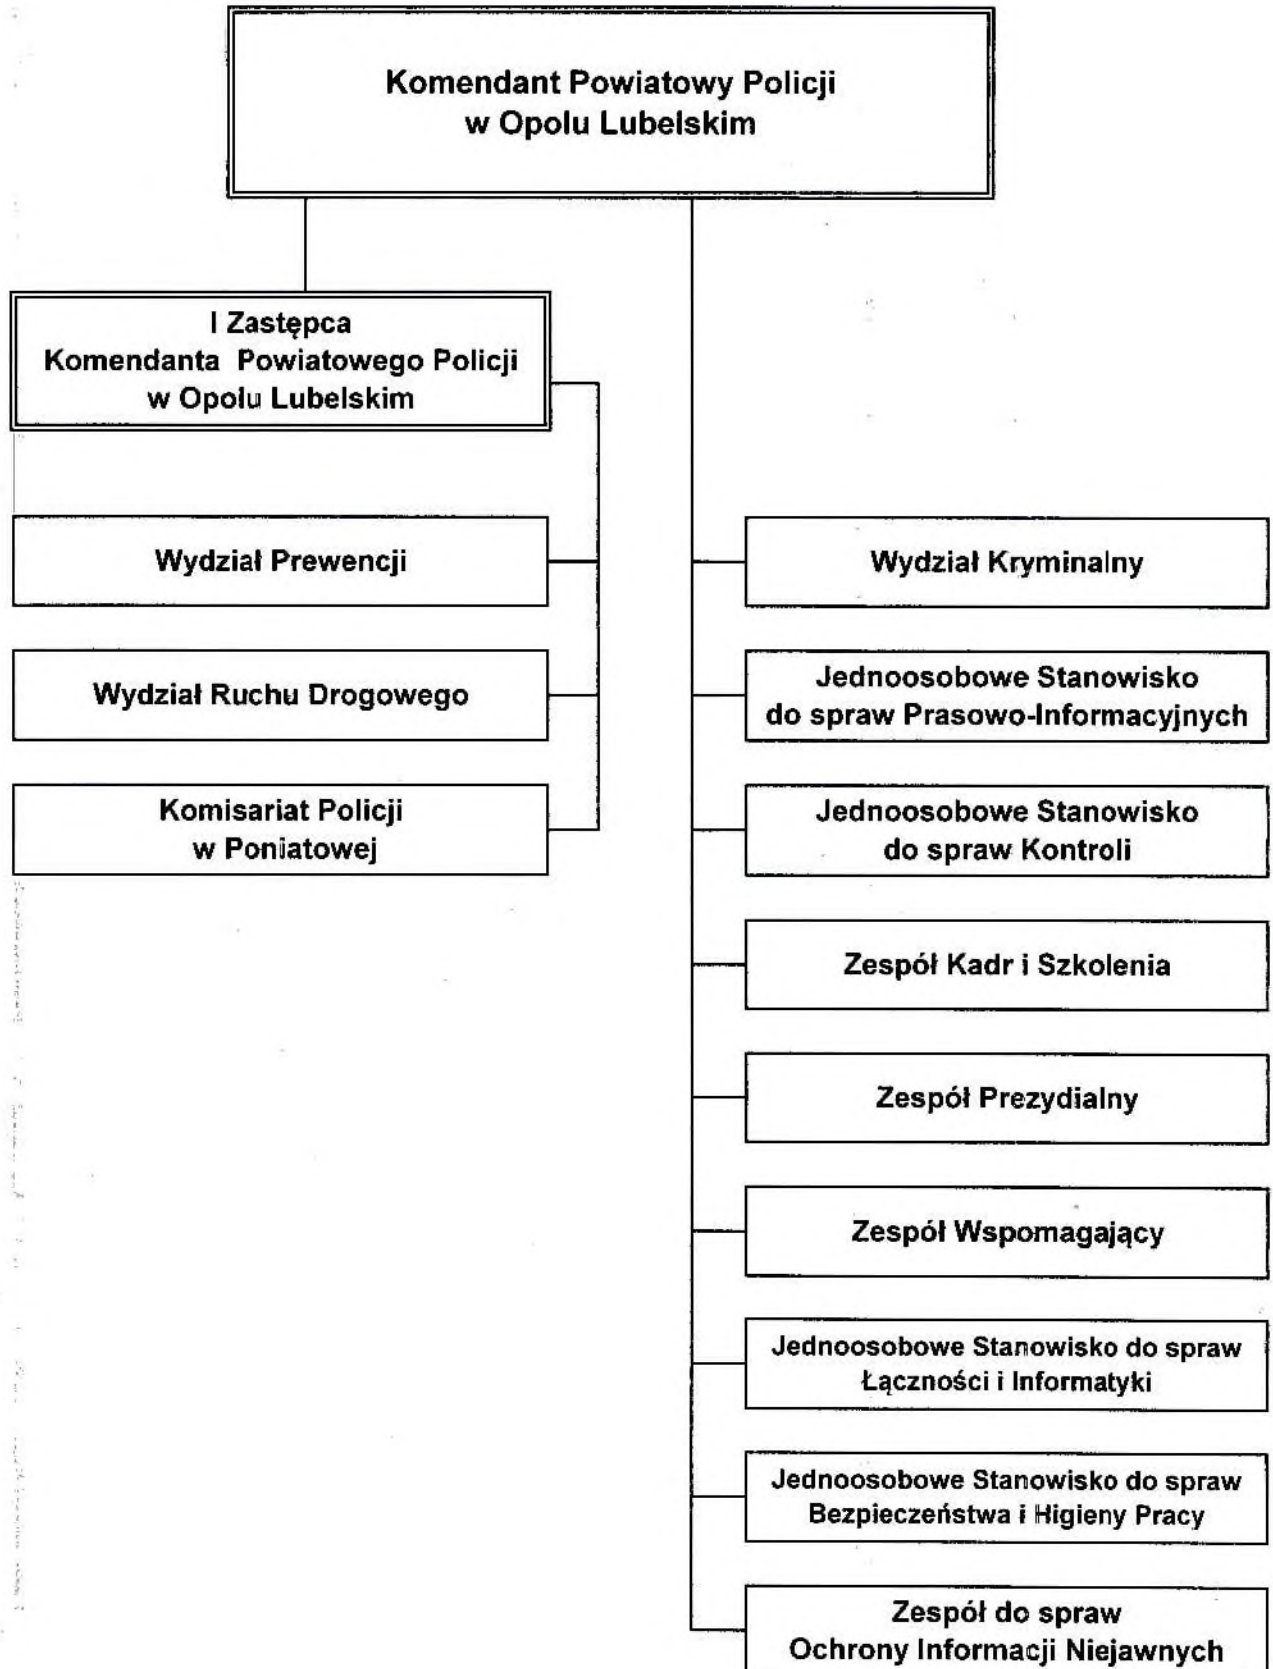 Komendant Powiatowy Policji
w Opolu Lubelskim
I Zastępca
Komendanta Powiatowego Policji
w Opolu Lubelskim
Wydział Prewencji
Wydział Ruchu Drogowego
Komisariat Policji
w Poniatowej
Wydział Kryminalny
Jednoosobowe Stanowisko
do spraw Prasowo-Informacyjnych
Jednoosobowe Stanowisko
do spraw Kontroli
Zespół Kadr i Szkolenia
Zespół Prezydialny
Zespół Wspomagający
Jednoosobowe Stanowisko do spraw
Łączności i Informatyki
Jednoosobowe Stanowisko do spraw
Bezpieczeństwa i Higieny Pracy
Zespół do spraw
Ochrony Informacji Niejawnych